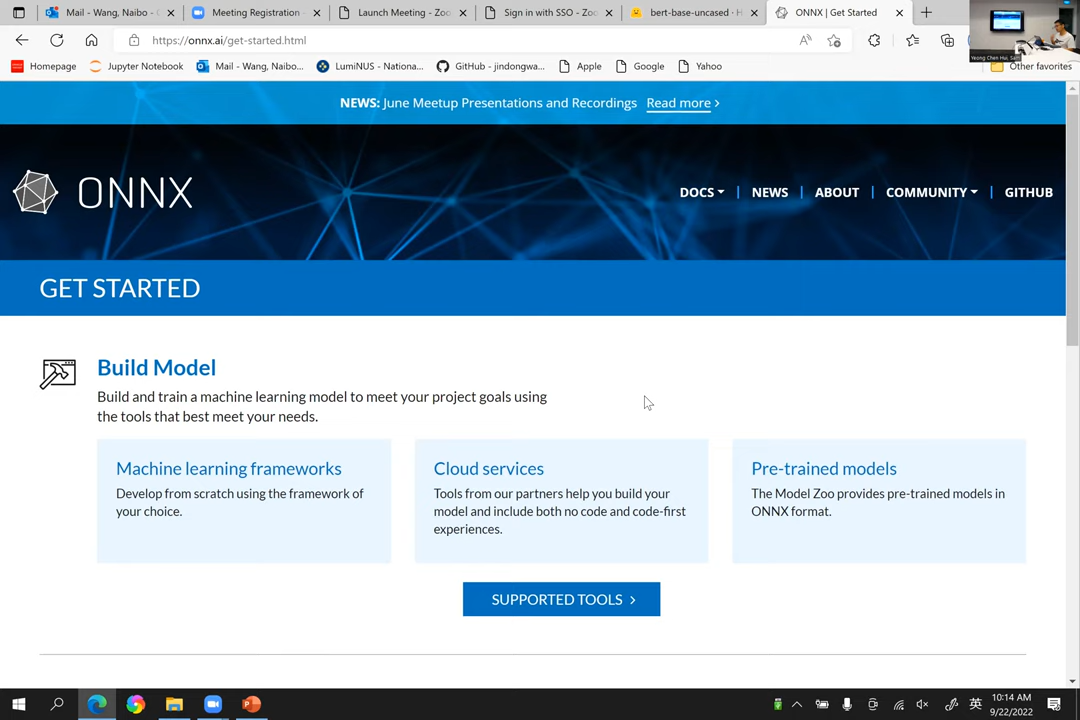 Mail - Wang, Naibo -
Meeting Registration -
Launch Meeting - Zoo
Sign in with SSO - Zoo
bert-base-uncased · H
ONNX | Get Started
https://onnx.ai/get-started.html
Yeong Chen Hui, Sam
Homepage
Jupyter Notebook
Mail - Wang, Naibo...
LumiNUS - Nationa...
GitHub - jindongwa...
Apple
Google
Yahoo
Other favorites
NEWS: June Meetup Presentations and Recordings Read more >
ONNX
DOCS
NEWS
ABOUT
COMMUNITY
GITHUB
GET STARTED
Build Model
Build and train a machine learning model to meet your project goals using
the tools that best meet your needs.
Machine learning frameworks
Develop from scratch using the framework of
your choice.
Cloud services
Tools from our partners help you build your
model and include both no code and code-first
experiences.
Pre-trained models
The Model Zoo provides pre-trained models in
ONNX format.
SUPPORTED TOOLS >
英
10:14 AM
9/22/2022